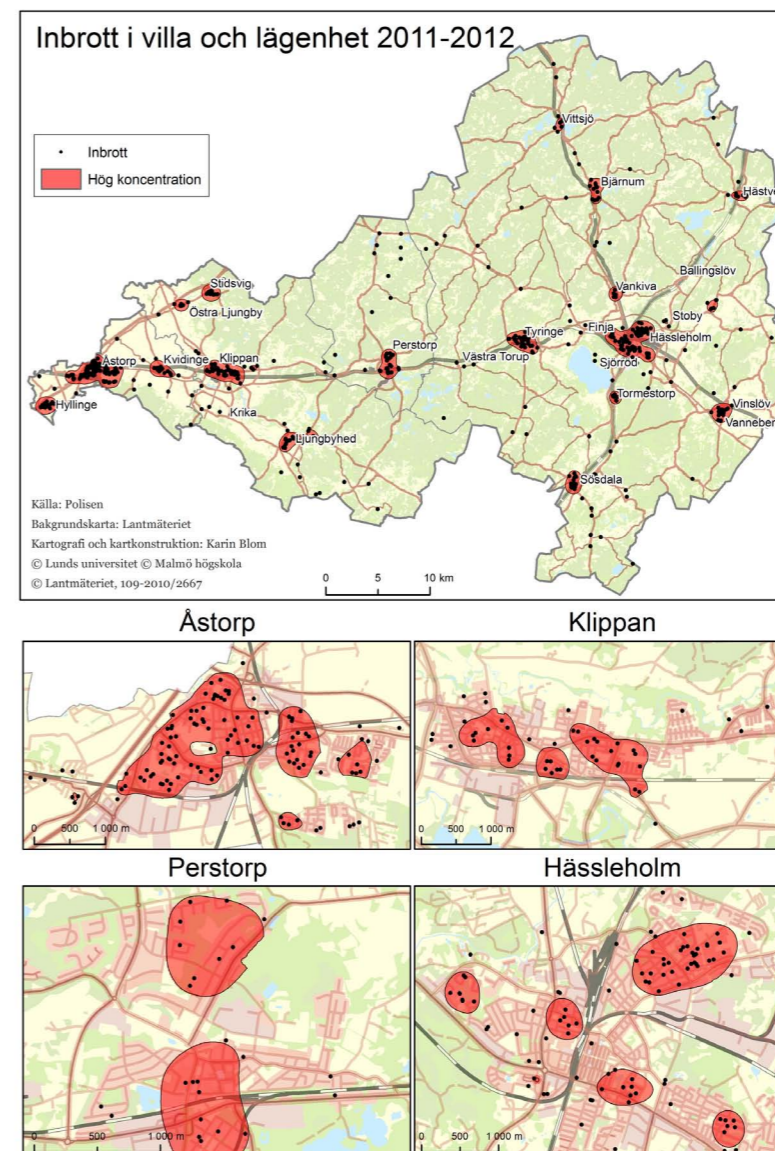 Inbrott i villa och lägenhet 2011-2012
Inbrott
Hög koncentration
Vittsjö
Bjärnum
Hästve
Ballingslöv
Vankiva
Stoby
Finja
Hässleholm
Sjörröd
Tyringe
Västra Torup
Tormestorp
Vinslöv
Vanneber
Sösdala
Perstorp
Stidsvig
Östra Ljungby
Åstorp
Kvidinge
Klippan
Hyllinge
Krika
Ljungbyhed
Källa: Polisen
Bakgrundskarta: Lantmäteriet
Kartografi och kartkonstruktion: Karin Blom
© Lunds universitet © Malmö högskola
© Lantmäteriet, 109-2010/2667
0 5 10 km
Åstorp
0 500 1 000 m
Klippan
0 500 1 000 m
Perstorp
0 500 1 000 m
Hässleholm
0 500 1 000 m